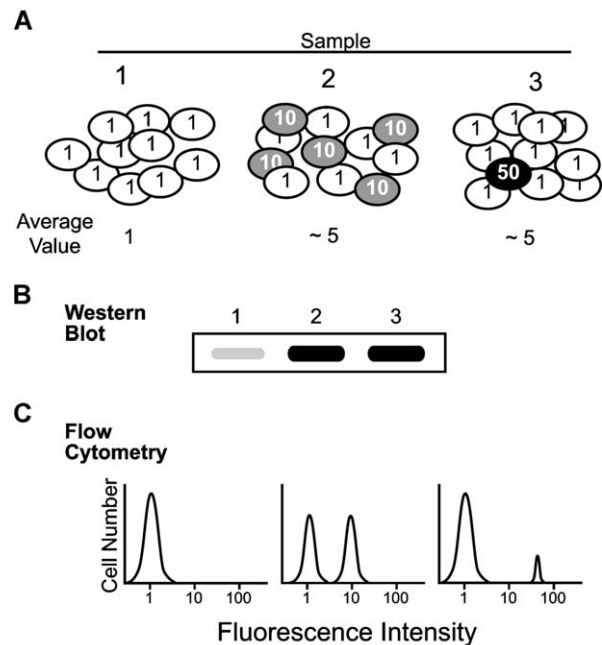 A
Sample
1 2 3
1 1 1 1 1 1 1 1 1 1
10 1 10 1 1 10 10 1 1 1 10
1 1 1 1 1 1 1 50 1 1 1
Average
Value
1 ~ 5 ~ 5
B
Western
Blot
1 2 3
C
Flow
Cytometry
Cell Number
1 10 100 1 10 100 1 10 100
Fluorescence Intensity